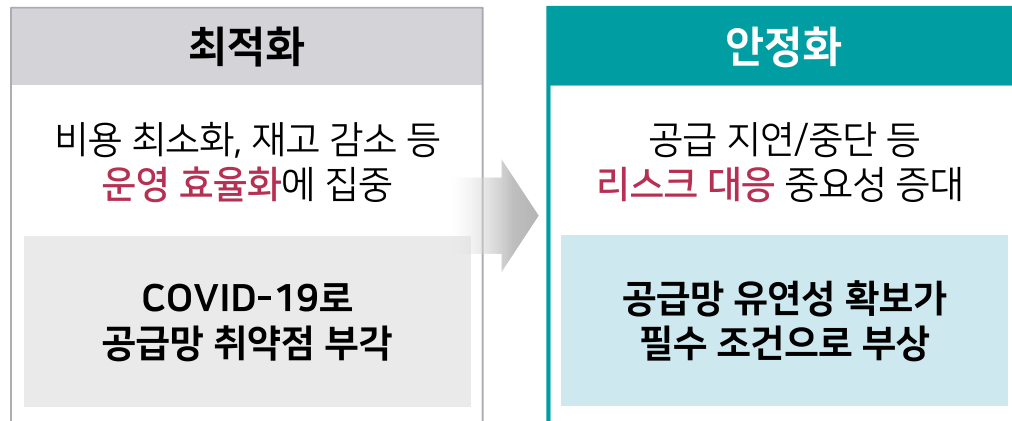 최적화
비용 최소화, 재고 감소 등
운영 효율화에 집중
COVID-19로
공급망 취약점 부각
안정화
공급 지연/중단 등
리스크 대응 중요성 증대
공급망 유연성 확보가
필수 조건으로 부상